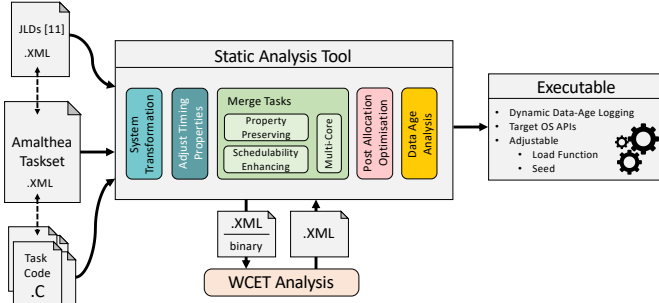 JLDs [11]
.XML
Amalthea
Taskset
.XML
Task
Code
.C
Static Analysis Tool
System
Transformation
Adjust Timing
Properties
Merge Tasks
Property
Preserving
Schedulability
Enhancing
Multi-Core
Post Allocation
Optimisation
Data Age
Analysis
.XML
binary
.XML
WCET Analysis
Executable
• Dynamic Data-Age Logging
• Target OS APIs
• Adjustable
• Load Function
• Seed